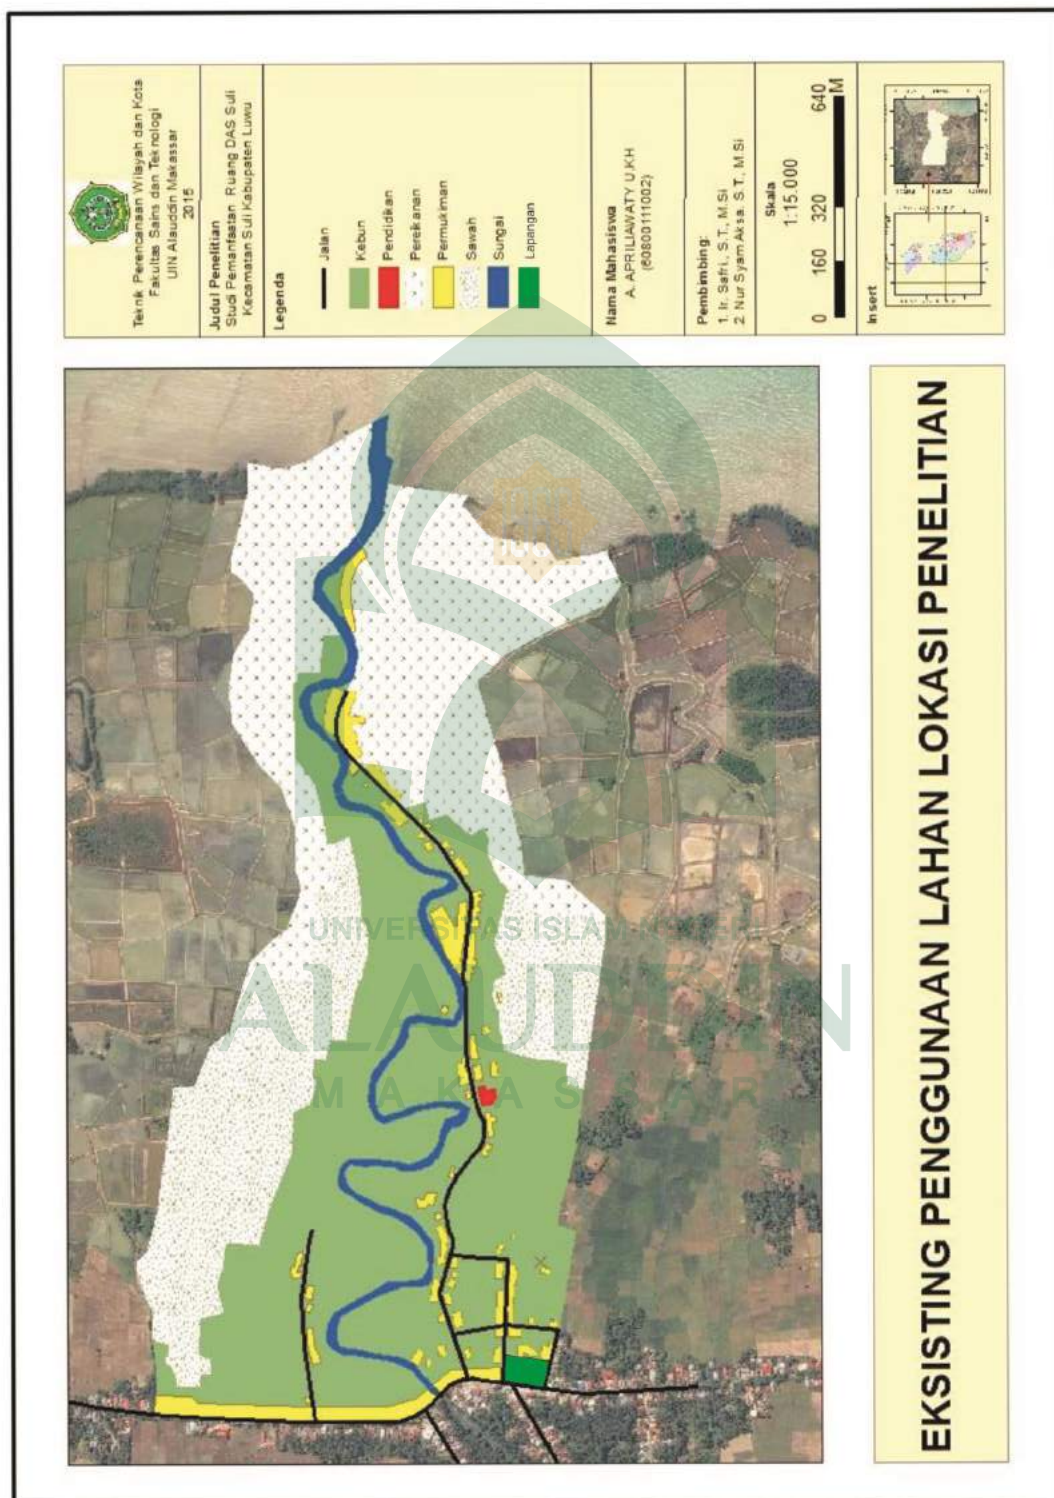 Teknik Perencanaan Wilayah dan Kota
Fakultas Sains dan Teknologi
UIN Alauddin Makassar
2015
Judul Penelitian
Studi Pemanfaatan Ruang DAS Suli
Kecamatan Suli Kabupaten Luwu
Legenda
Jalan
Kebun
Pendidikan
Pereikanan
Permukiman
Sawah
Sungai
Lapangan
Nama Mahasiswa
A. APRILIAWATY U.KH
(60800111002)
Pembimbing:
1. Ir. Safri., S.T., M.Si
2. Nur Syam Aksa. S.T., M.Si
Skala
1:15.000
0 160 320 640
M
Insert
UNIVERSITAS ISLAM
ALAUDDIN
MAKASSAR
EKSISTING PENGGUNAAN LAHAN LOKASI PENELITIAN